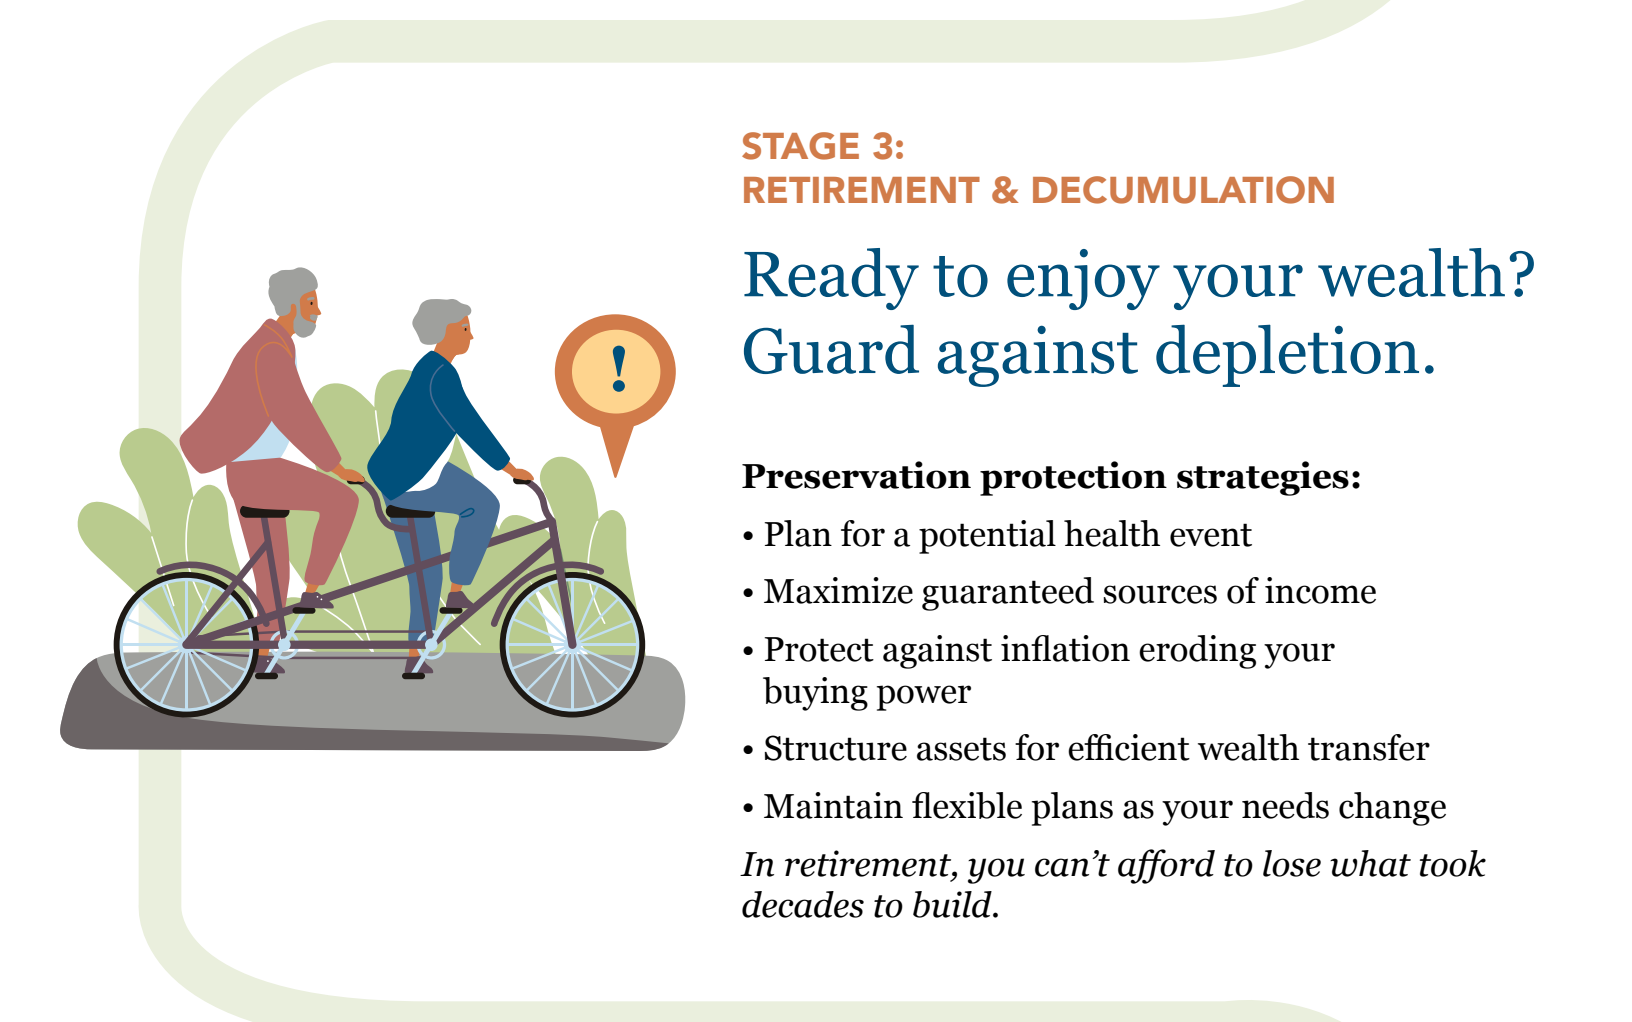 STAGE 3:
RETIREMENT & DECUMULATION
Ready to enjoy your wealth?
Guard against depletion.
!
Preservation protection strategies:
• Plan for a potential health event
• Maximize guaranteed sources of income
• Protect against inflation eroding your
buying power
• Structure assets for efficient wealth transfer
• Maintain flexible plans as your needs change
In retirement, you can’t afford to lose what took
decades to build.